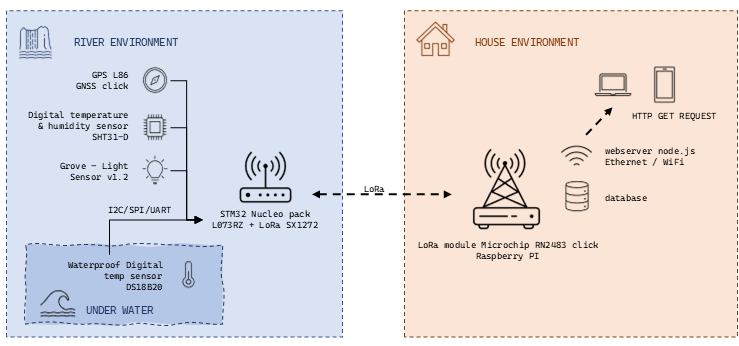 RIVER ENVIRONMENT
GPS L86
GNSS click
Digital temperature
& humidity sensor
SHT31-D
Grove - Light
Sensor v1.2
I2C/SPI/UART
STM32 Nucleo pack
L073RZ + LoRa SX1272
Waterproof Digital
temp sensor
DS18B20
UNDER WATER
LoRa
HOUSE ENVIRONMENT
HTTP GET REQUEST
webserver node.js
Ethernet / WiFi
database
LoRa module Microchip RN2483 click
Raspberry PI